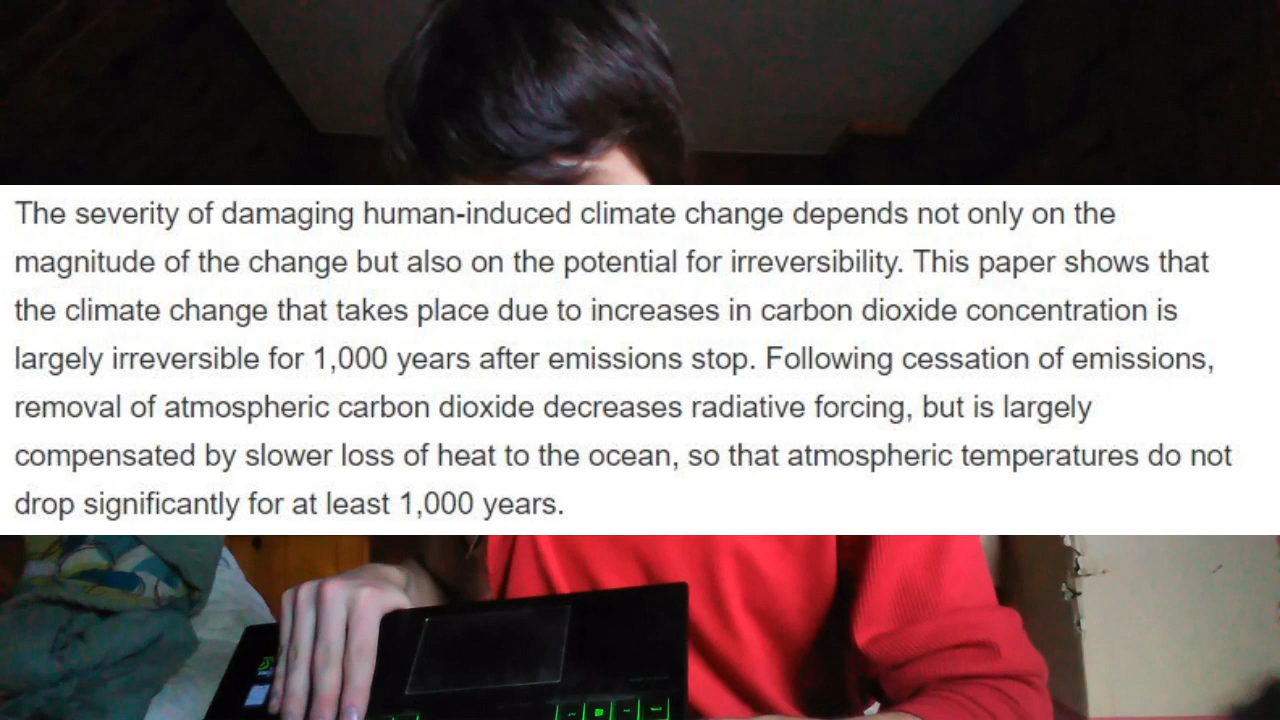 The severity of damaging human-induced climate change depends not only on the
magnitude of the change but also on the potential for irreversibility. This paper shows that
the climate change that takes place due to increases in carbon dioxide concentration is
largely irreversible for 1,000 years after emissions stop. Following cessation of emissions,
removal of atmospheric carbon dioxide decreases radiative forcing, but is largely
compensated by slower loss of heat to the ocean, so that atmospheric temperatures do not
drop significantly for at least 1,000 years.